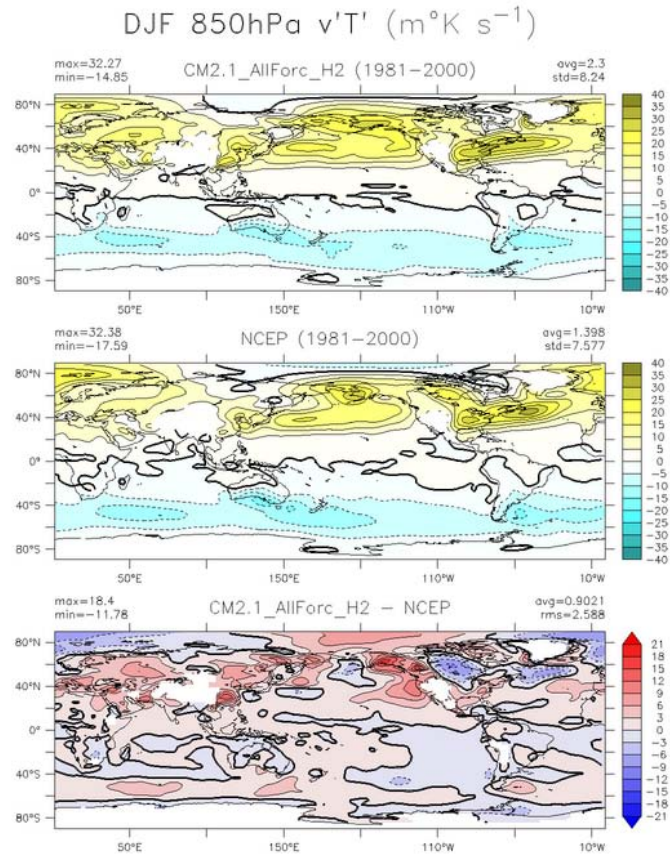 DJF 850hPa v'T' (m°K s⁻¹)
max=32.27
min=−14.85
CM2.1_AllForc_H2 (1981−2000)
avg=2.3
std=8.24
80°N
40°N
0°
40°S
80°S
50°E
150°E
110°W
10°W
40
35
30
25
20
15
10
5
0
−5
−10
−15
−20
−25
−30
−35
−40
max=32.38
min=−17.59
NCEP (1981−2000)
avg=1.398
std=7.577
80°N
40°N
0°
40°S
80°S
50°E
150°E
110°W
10°W
40
35
30
25
20
15
10
5
0
−5
−10
−15
−20
−25
−30
−35
−40
max=18.4
min=−11.78
CM2.1_AllForc_H2 − NCEP
avg=0.9021
rms=2.588
80°N
40°N
0°
40°S
80°S
50°E
150°E
110°W
10°W
21
18
15
12
9
6
3
0
−3
−6
−9
−12
−15
−18
−21